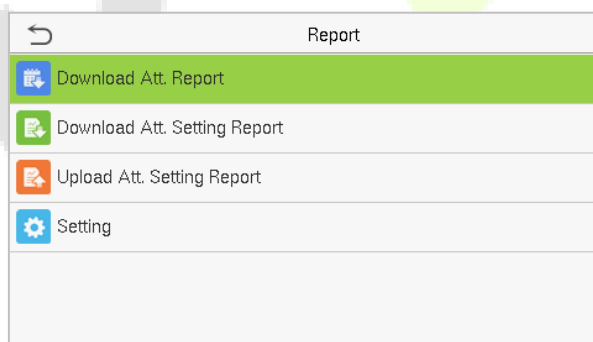 Report
Download Att. Report
Download Att. Setting Report
Upload Att. Setting Report
Setting